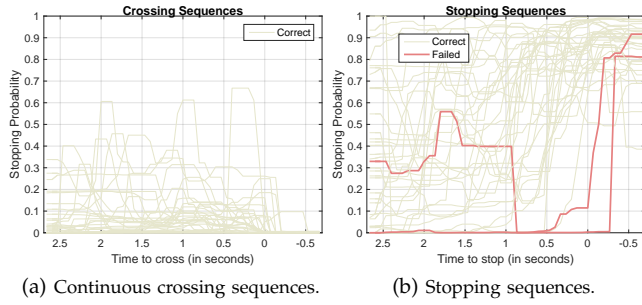 Crossing Sequences
Correct
Stopping Probability
1
0.9
0.8
0.7
0.6
0.5
0.4
0.3
0.2
0.1
0
2.5 2 1.5 1 0.5 0 -0.5
Time to cross (in seconds)
(a) Continuous crossing sequences.
Stopping Sequences
Correct
Failed
Stopping Probability
1
0.9
0.8
0.7
0.6
0.5
0.4
0.3
0.2
0.1
0
2.5 2 1.5 1 0.5 0 -0.5
Time to stop (in seconds)
(b) Stopping sequences.